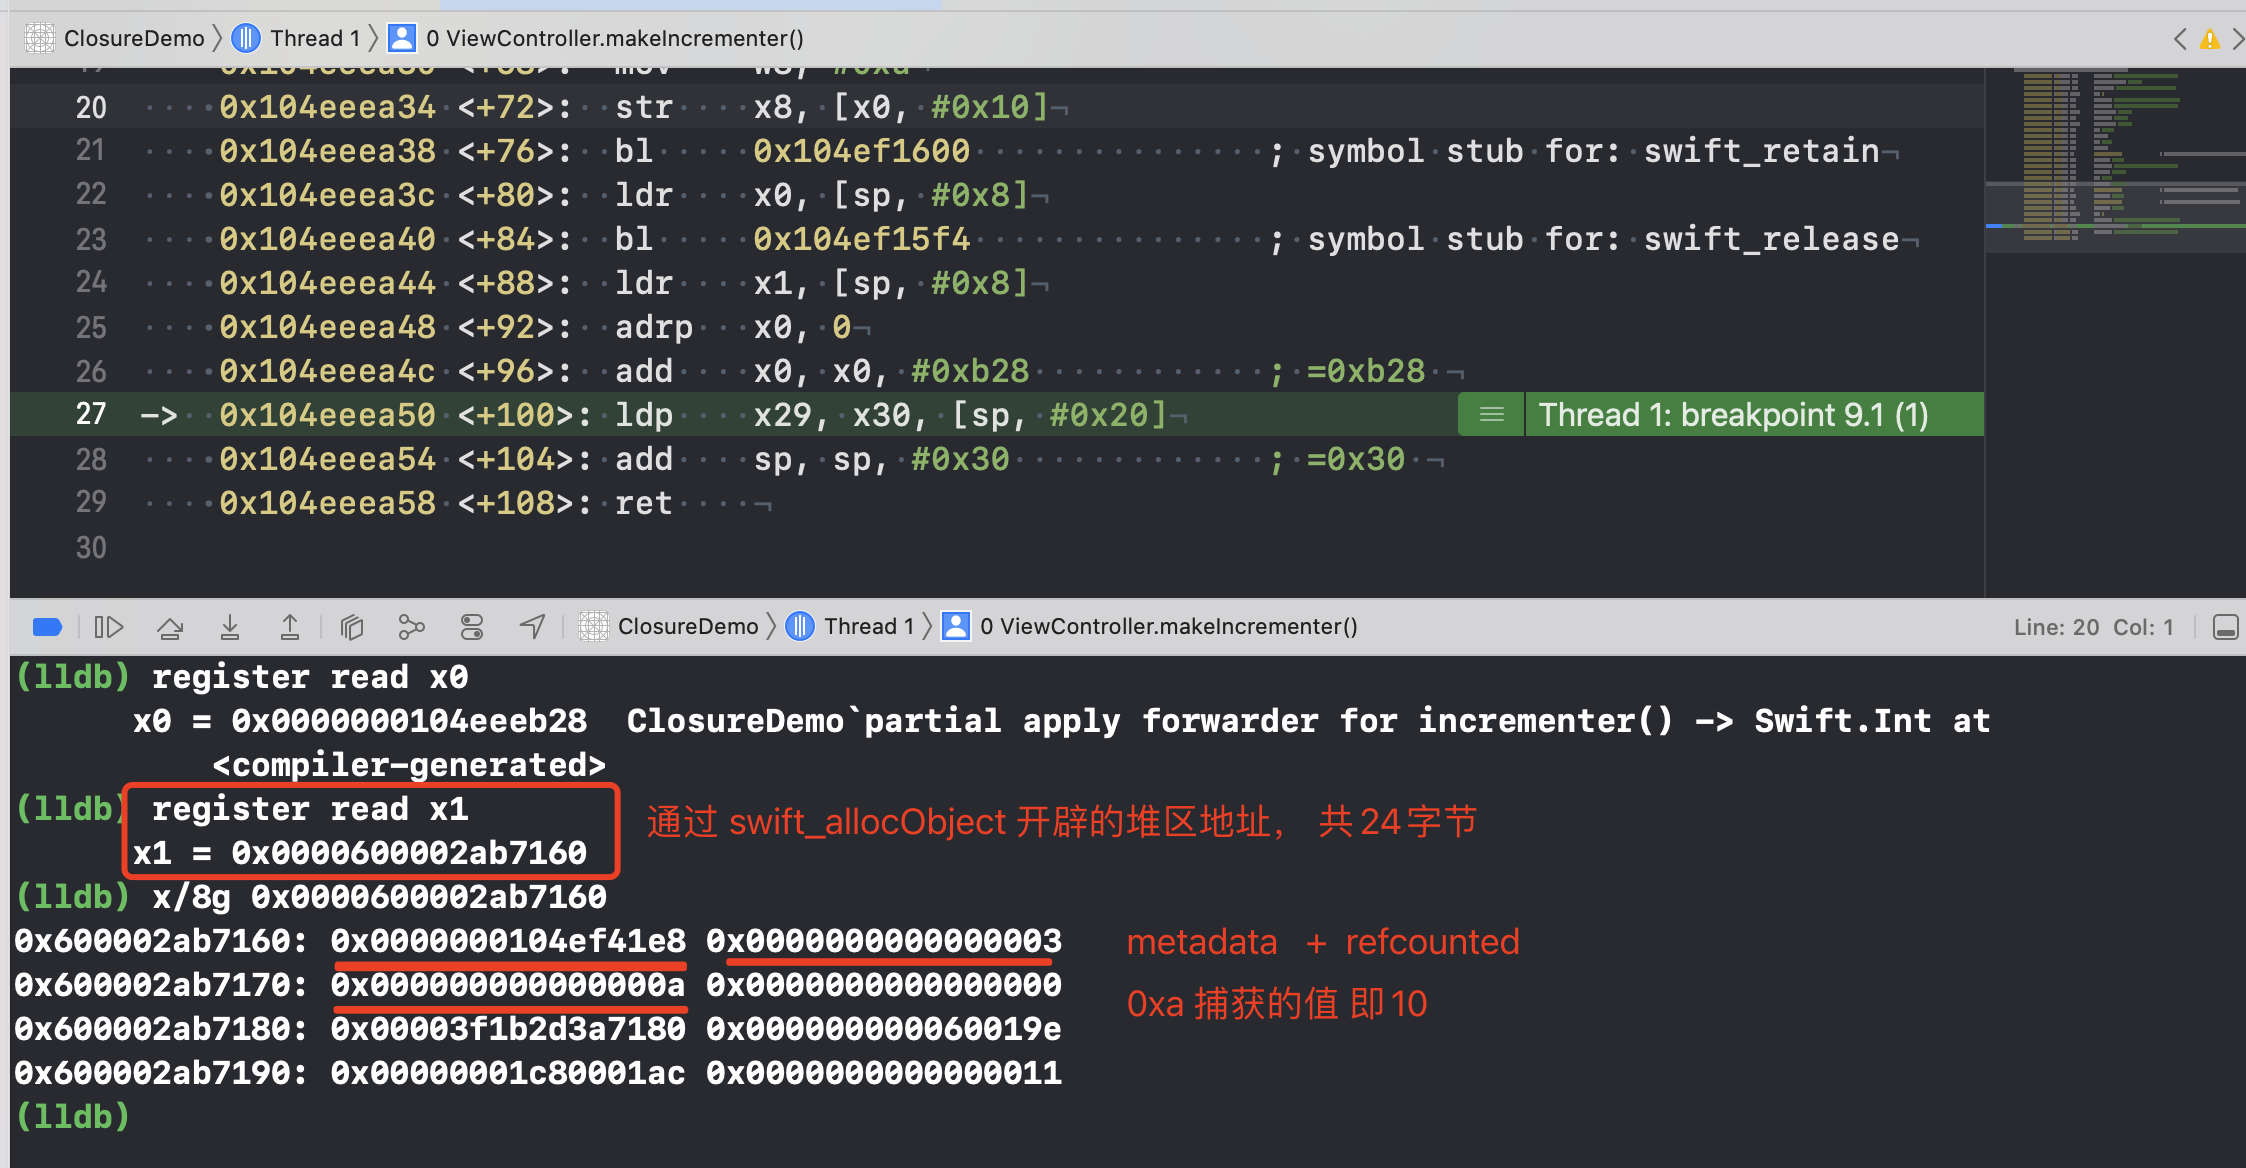 ClosureDemo Thread 1 0 ViewController.makeIncrementer()
20 0x104eeea34 <+72>: str x8, [x0, #0x10]
21 0x104eeea38 <+76>: bl 0x104ef1600 ; symbol stub for: swift_retain
22 0x104eeea3c <+80>: ldr x0, [sp, #0x8]
23 0x104eeea40 <+84>: bl 0x104ef15f4 ; symbol stub for: swift_release
24 0x104eeea44 <+88>: ldr x1, [sp, #0x8]
25 0x104eeea48 <+92>: adrp x0, 0
26 0x104eeea4c <+96>: add x0, x0, #0xb28 ; =0xb28
27 -> 0x104eeea50 <+100>: ldp x29, x30, [sp, #0x20] Thread 1: breakpoint 9.1 (1)
28 0x104eeea54 <+104>: add sp, sp, #0x30 ; =0x30
29 0x104eeea58 <+108>: ret
30
ClosureDemo Thread 1 0 ViewController.makeIncrementer() Line: 20 Col: 1
(lldb) register read x0
x0 = 0x0000000104eeeb28 ClosureDemo`partial apply forwarder for incrementer() -> Swift.Int at
<compiler-generated>
(lldb) register read x1
通过 swift_allocObject 开辟的堆区地址， 共24字节
x1 = 0x0000600002ab7160
(lldb) x/8g 0x0000600002ab7160
0x600002ab7160: 0x0000000104ef41e8 0x0000000000000003 metadata + refcounted
0x600002ab7170: 0x000000000000000a 0x0000000000000000
0xa 捕获的值 即10
0x600002ab7180: 0x00003f1b2d3a7180 0x000000000060019e
0x600002ab7190: 0x00000001c80001ac 0x0000000000000011
(lldb)